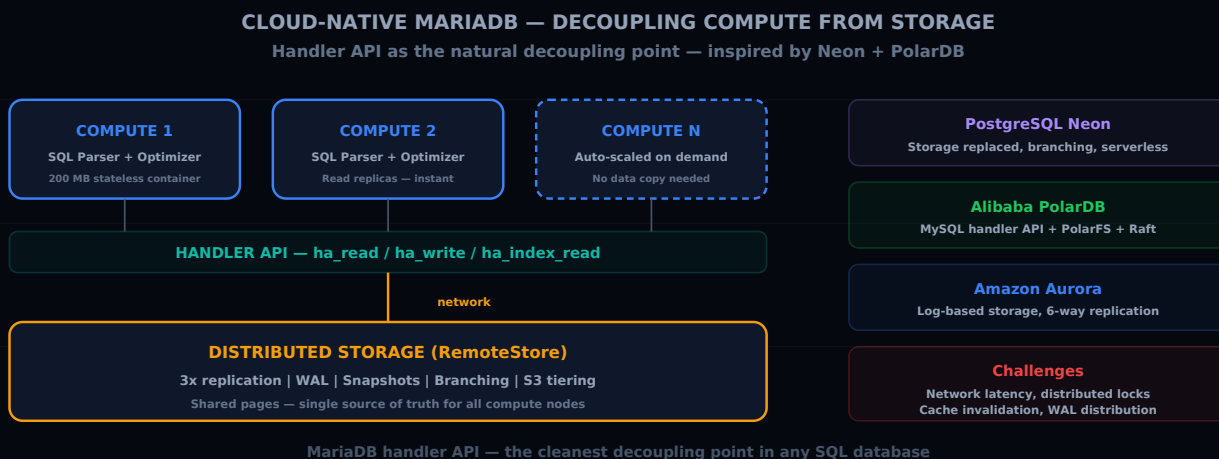 CLOUD-NATIVE MARIADB — DECOUPLING COMPUTE FROM STORAGE
Handler API as the natural decoupling point — inspired by Neon + PolarDB
COMPUTE 1
SQL Parser + Optimizer
200 MB stateless container
COMPUTE 2
SQL Parser + Optimizer
Read replicas — instant
COMPUTE N
Auto-scaled on demand
No data copy needed
HANDLER API — ha_read / ha_write / ha_index_read
network
DISTRIBUTED STORAGE (RemoteStore)
3x replication | WAL | Snapshots | Branching | S3 tiering
Shared pages — single source of truth for all compute nodes
PostgreSQL Neon
Storage replaced, branching, serverless
Alibaba PolarDB
MySQL handler API + PolarFS + Raft
Amazon Aurora
Log-based storage, 6-way replication
Challenges
Network latency, distributed locks
Cache invalidation, WAL distribution
MariaDB handler API — the cleanest decoupling point in any SQL database